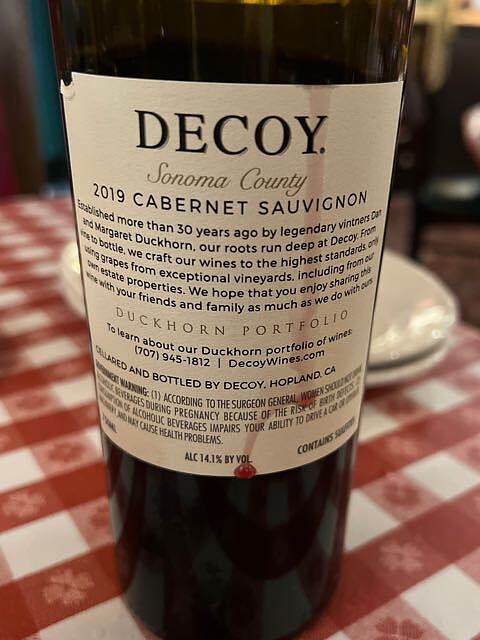 DECOY.
Sonoma County
2019 CABERNET SAUVIGNON
Established more than 30 years ago by legendary vintners Dan
and Margaret Duckhorn, our roots run deep at Decoy. From
vine to bottle, we craft our wines to the highest standards, only
using grapes from exceptional vineyards, including from our
own estate properties. We hope that you enjoy sharing this
wine with your friends and family as much as we do with ours.
DUCKHORN PORTFOLIO
To learn about our Duckhorn portfolio of wines:
(707) 945-1812 | DecoyWines.com
CELLARED AND BOTTLED BY DECOY, HOPLAND, CA
WARNING: (1) ACCORDING TO THE SURGEON GENERAL, WOMEN SHOULD NOT
BEVERAGES DURING PREGNANCY BECAUSE OF THE RISK OF BIRTH DEFECTS.
OF ALCOHOLIC BEVERAGES IMPAIRS YOUR ABILITY TO DRIVE A CAR OR
AND MAY CAUSE HEALTH PROBLEMS.
CONTAINS SULFITES
ALC 14.1% BY VOL.